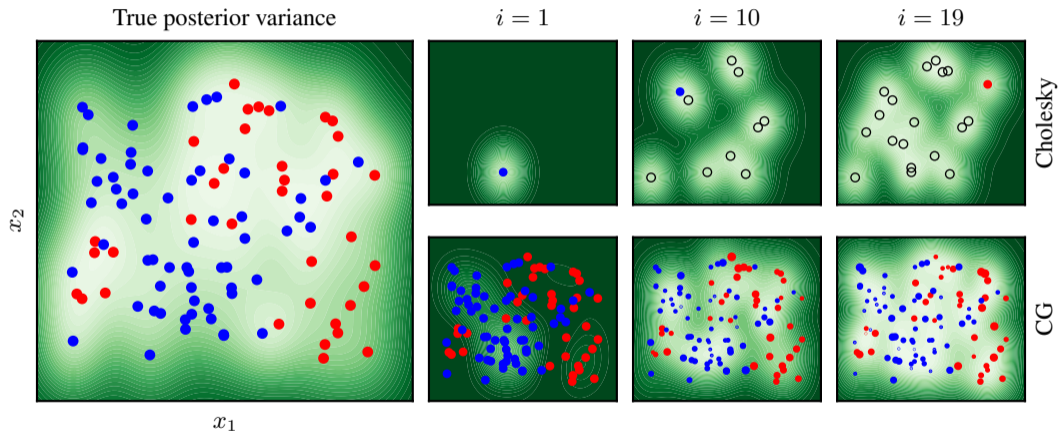 True posterior variance
i = 1
i = 10
i = 19
Cholesky
x₂
CG
x₁